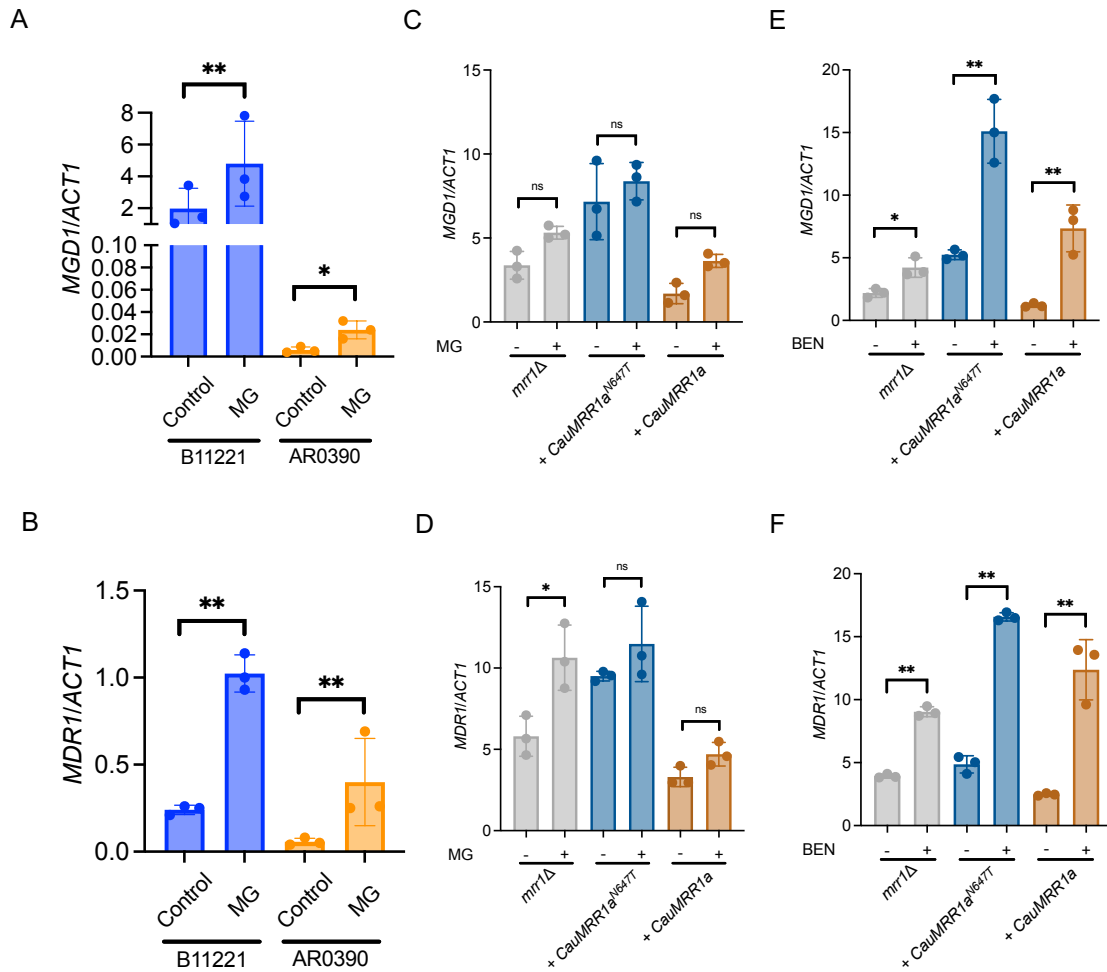 A
MGD1/ACT1
8
6
4
2
0.10
0.08
0.06
0.04
0.02
0.00
**
*
Control
MG
Control
MG
B11221
AR0390
B
MDR1/ACT1
1.5
1.0
0.5
0.0
**
**
Control
MG
Control
MG
B11221
AR0390
C
MGD1/ACT1
15
10
5
0
ns
ns
ns
MG - + - + - +
mrr1Δ
+ CauMRR1a^N647T
+ CauMRR1a
D
MDR1/ACT1
15
10
5
0
*
ns
ns
MG - + - + - +
mrr1Δ
+ CauMRR1a^N647T
+ CauMRR1a
E
MGD1/ACT1
20
15
10
5
0
*
**
**
BEN - + - + - +
mrr1Δ
+ CauMRR1a^N647T
+ CauMRR1a
F
MDR1/ACT1
20
15
10
5
0
**
**
**
BEN - + - + - +
mrr1Δ
+ CauMRR1a^N647T
+ CauMRR1a